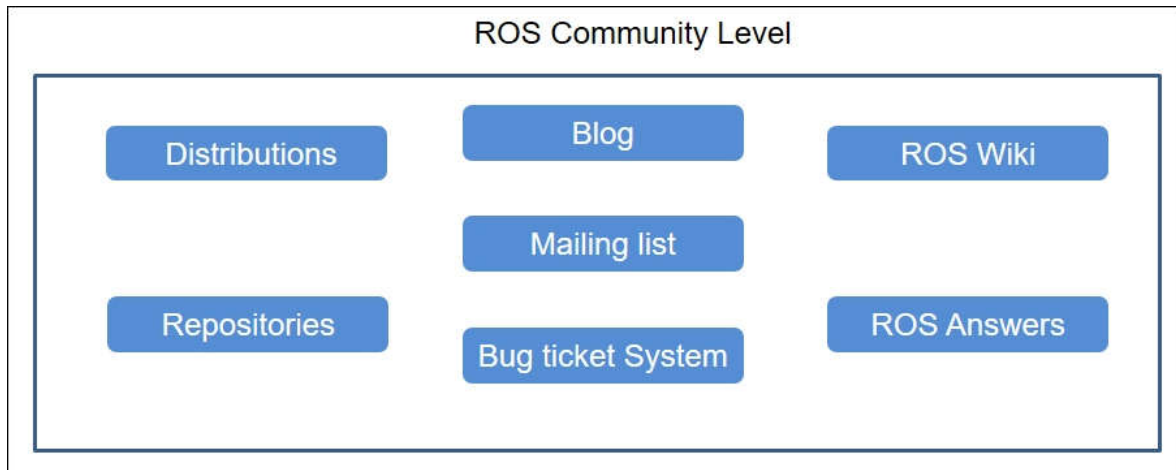 ROS Community Level
Distributions
Blog
ROS Wiki
Mailing list
Repositories
Bug ticket System
ROS Answers